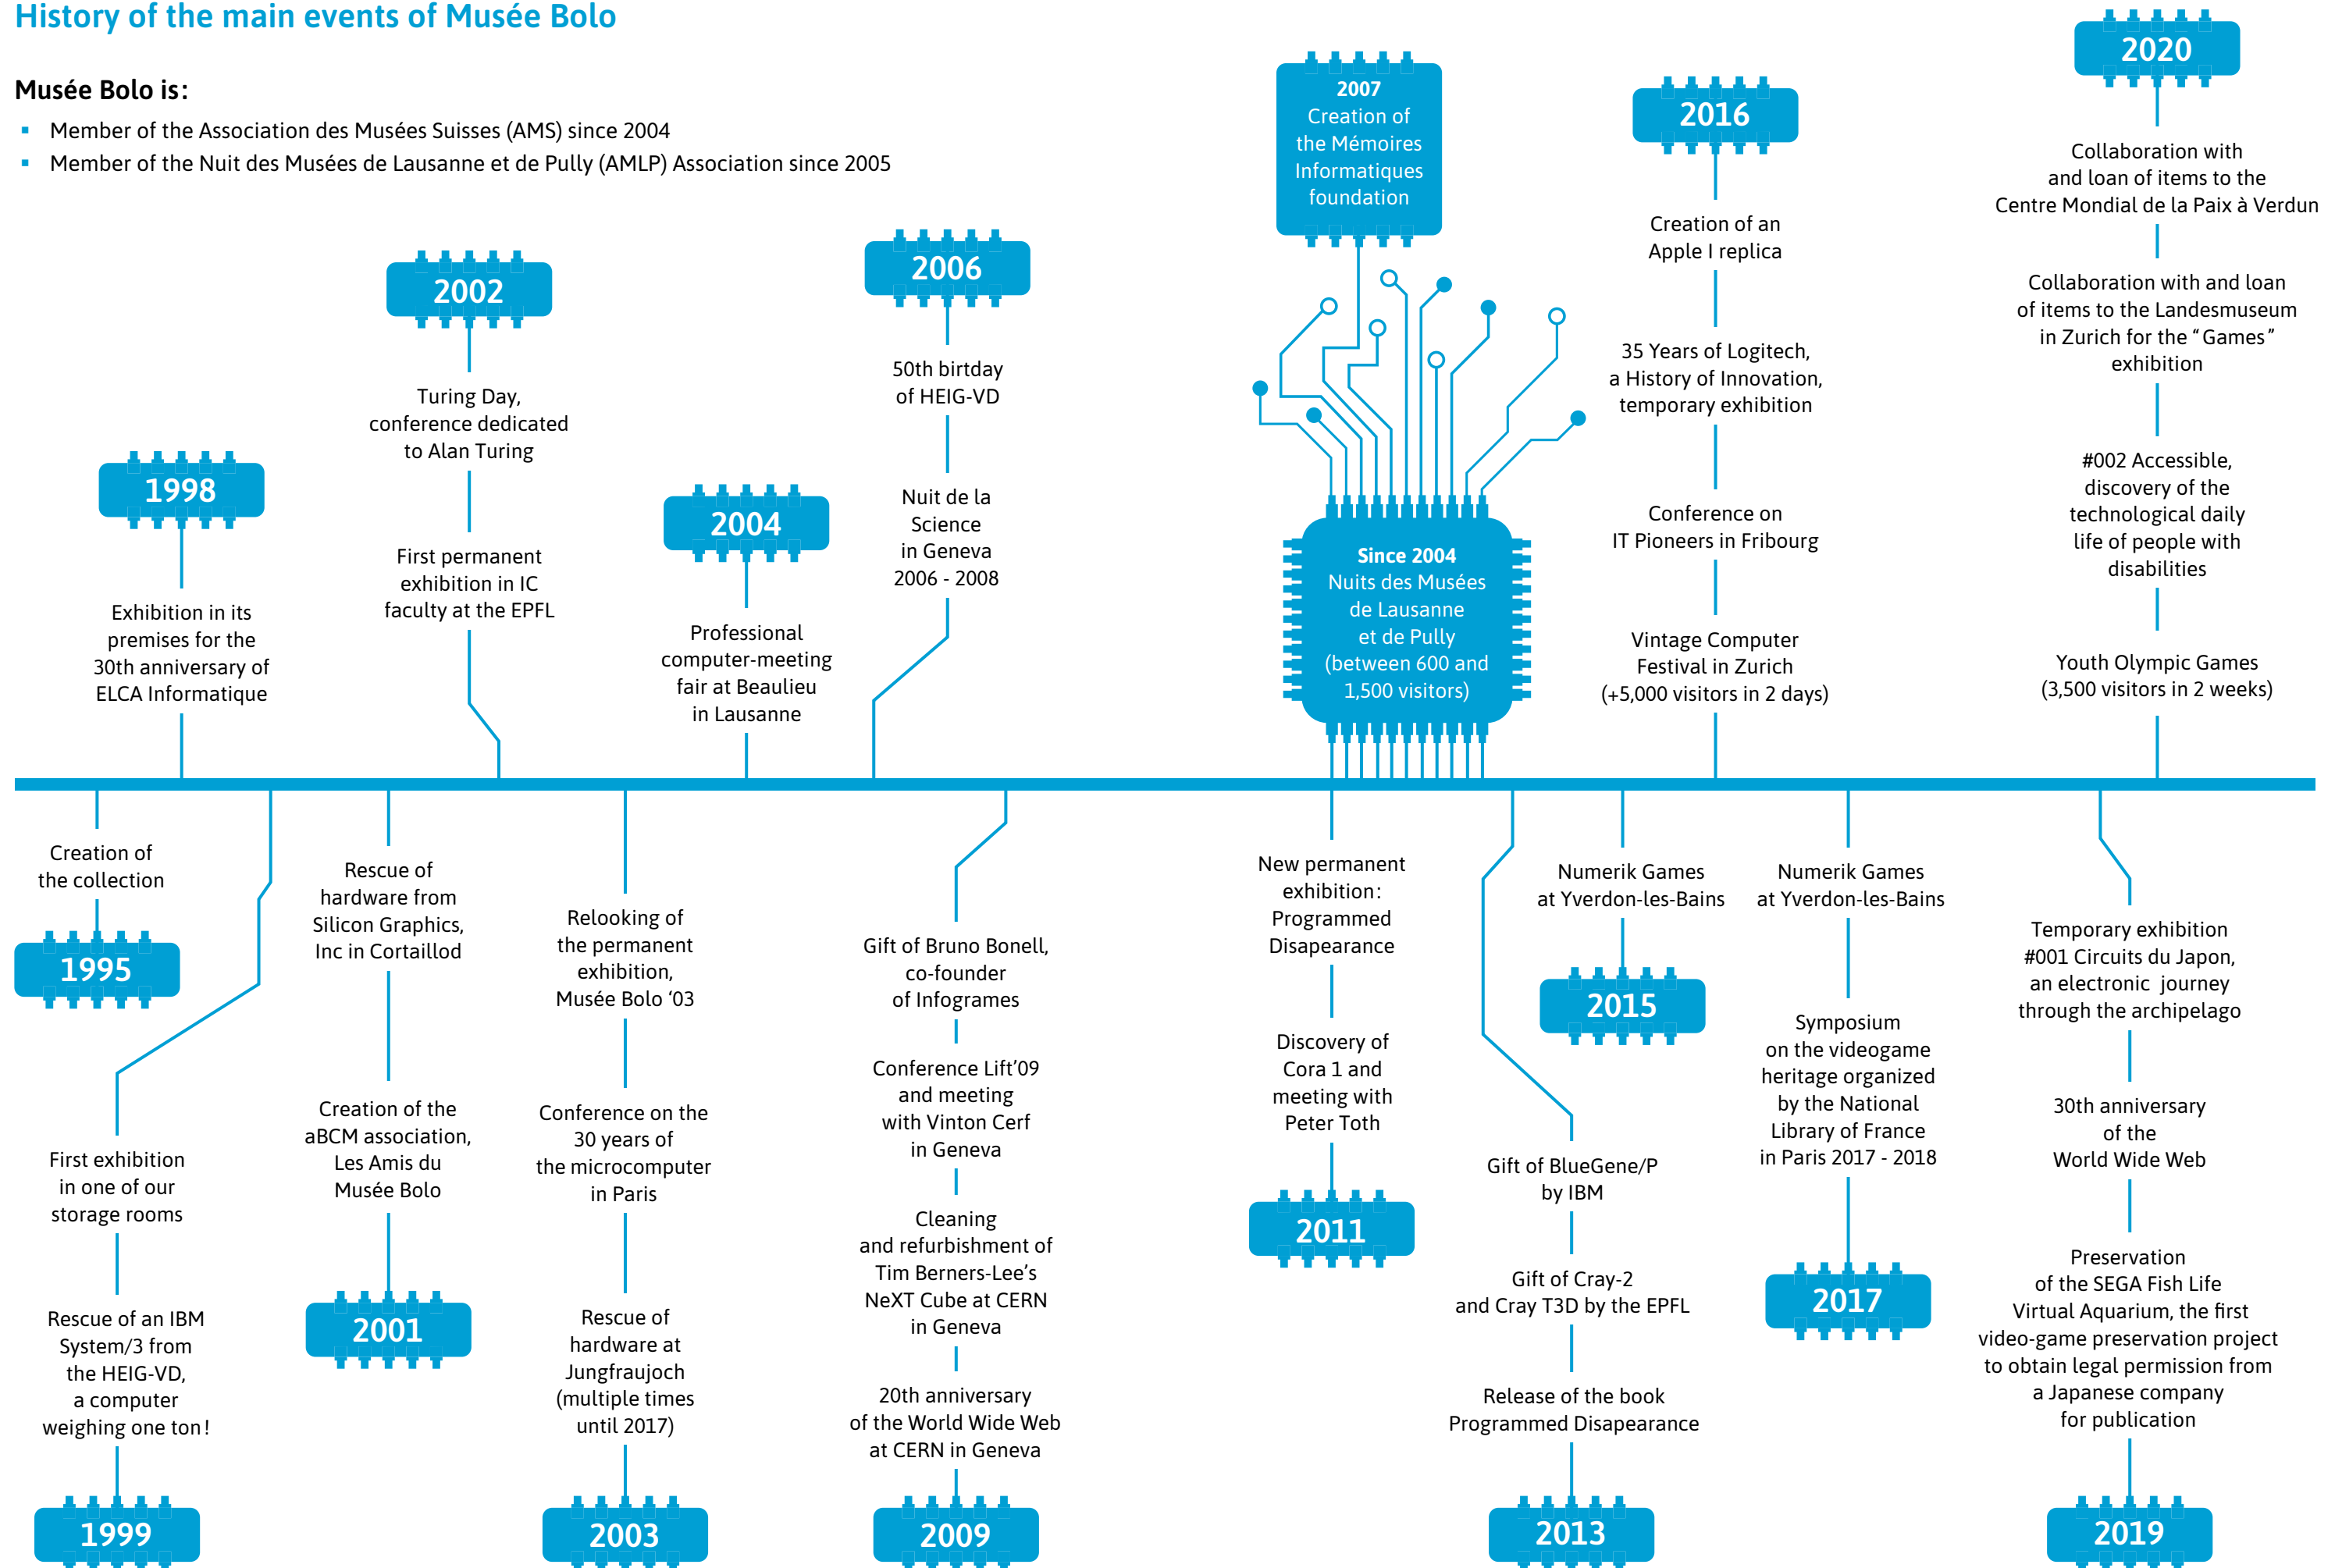 History of the main events of Musée Bolo
Musée Bolo is:
▪ Member of the Association des Musées Suisses (AMS) since 2004
▪ Member of the Nuit des Musées de Lausanne et de Pully (AMLP) Association since 2005
1998
Exhibition in its
premises for the
30th anniversary of
ELCA Informatique
2002
Turing Day,
conference dedicated
to Alan Turing
First permanent
exhibition in IC
faculty at the EPFL
2004
Professional
computer-meeting
fair at Beaulieu
in Lausanne
2006
50th birtday
of HEIG-VD
Nuit de la
Science
in Geneva
2006 - 2008
2007
Creation of
the Mémoires
Informatiques
foundation
Since 2004
Nuits des Musées
de Lausanne
et de Pully
(between 600 and
1,500 visitors)
2016
Creation of an
Apple I replica
35 Years of Logitech,
a History of Innovation,
temporary exhibition
Conference on
IT Pioneers in Fribourg
Vintage Computer
Festival in Zurich
(+5,000 visitors in 2 days)
2020
Collaboration with
and loan of items to the
Centre Mondial de la Paix à Verdun
Collaboration with and loan
of items to the Landesmuseum
in Zurich for the “Games”
exhibition
#002 Accessible,
discovery of the
technological daily
life of people with
disabilities
Youth Olympic Games
(3,500 visitors in 2 weeks)
Creation of
the collection
1995
First exhibition
in one of our
storage rooms
Rescue of an IBM
System/3 from
the HEIG-VD,
a computer
weighing one ton!
1999
Rescue of
hardware from
Silicon Graphics,
Inc in Cortaillod
Creation of the
aBCM association,
Les Amis du
Musée Bolo
2001
Relooking of
the permanent
exhibition,
Musée Bolo ‘03
Conference on the
30 years of
the microcomputer
in Paris
Rescue of
hardware at
Jungfraujoch
(multiple times
until 2017)
2003
Gift of Bruno Bonell,
co-founder
of Infogrames
Conference Lift’09
and meeting
with Vinton Cerf
in Geneva
Cleaning
and refurbishment of
Tim Berners-Lee’s
NeXT Cube at CERN
in Geneva
20th anniversary
of the World Wide Web
at CERN in Geneva
2009
New permanent
exhibition:
Programmed
Disapearance
Discovery of
Cora 1 and
meeting with
Peter Toth
2011
Gift of BlueGene/P
by IBM
Gift of Cray-2
and Cray T3D by the EPFL
Release of the book
Programmed Disapearance
2013
Numerik Games
at Yverdon-les-Bains
2015
Numerik Games
at Yverdon-les-Bains
Symposium
on the videogame
heritage organized
by the National
Library of France
in Paris 2017 - 2018
2017
Temporary exhibition
#001 Circuits du Japon,
an electronic journey
through the archipelago
30th anniversary
of the
World Wide Web
Preservation
of the SEGA Fish Life
Virtual Aquarium, the first
video-game preservation project
to obtain legal permission from
a Japanese company
for publication
2019